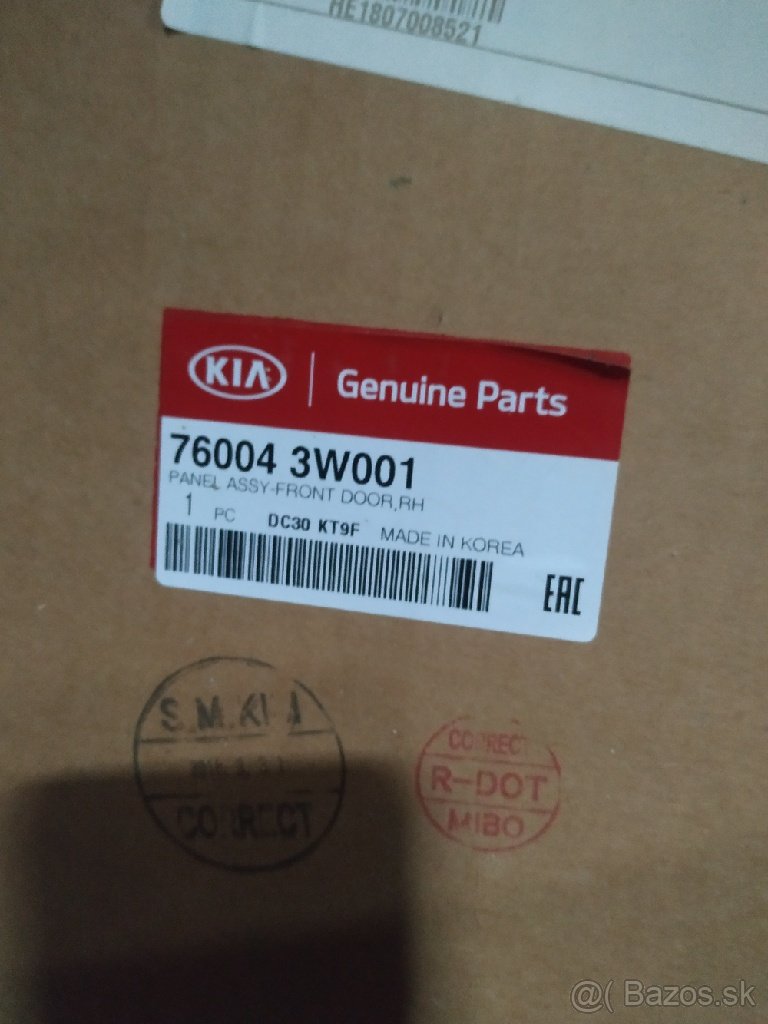 HE1807008521
KIA Genuine Parts
76004 3W001
PANEL ASSY-FRONT DOOR,RH
1 PC DC30 KT9F MADE IN KOREA
EAC
S.M.KIM
CORRECT
CORRECT
R-DOT
MIBO
@( Bazos.sk